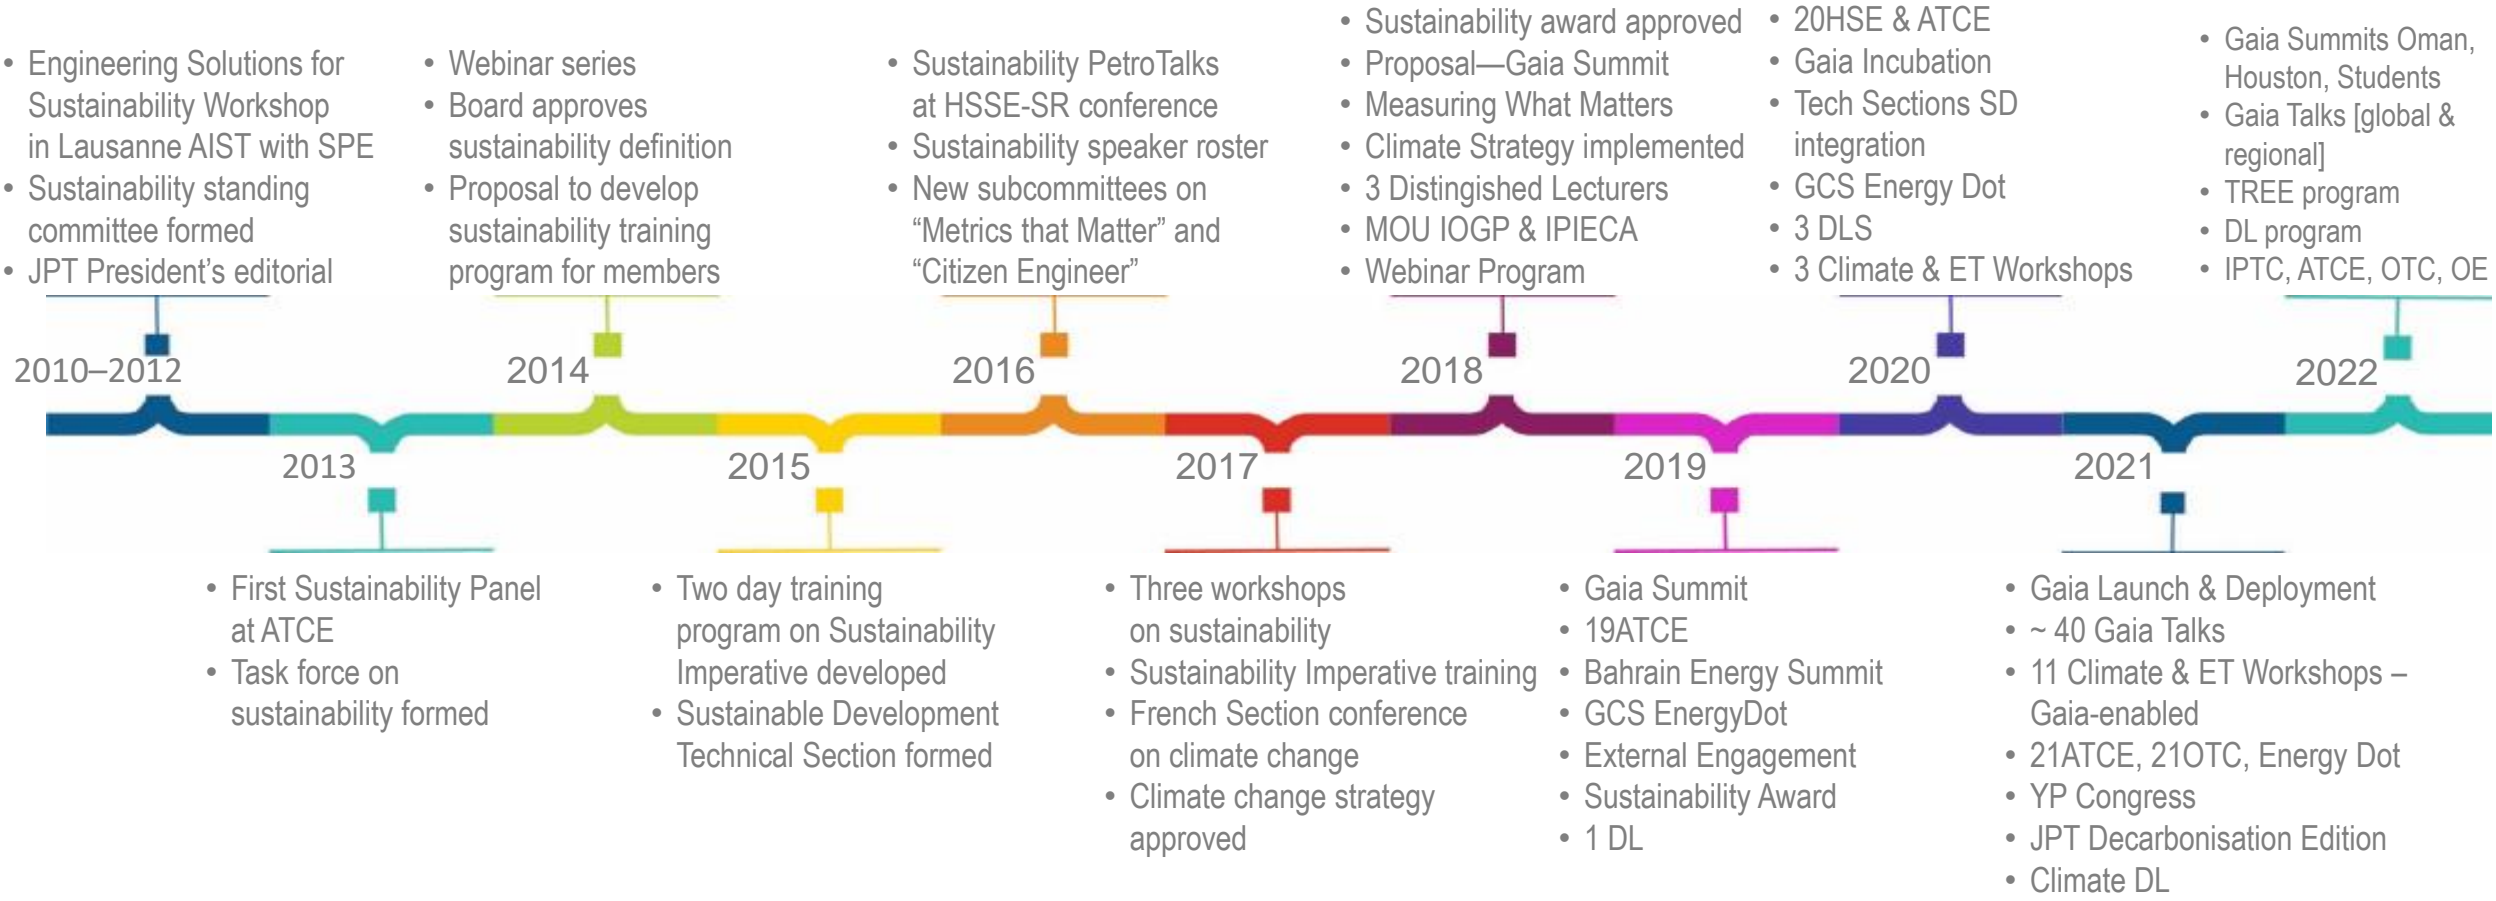 • Engineering Solutions for
Sustainability Workshop
in Lausanne AIST with SPE
• Sustainability standing
committee formed
• JPT President’s editorial
2010–2012
• First Sustainability Panel
at ATCE
• Task force on
sustainability formed
2013
• Webinar series
• Board approves
sustainability definition
• Proposal to develop
sustainability training
program for members
2014
• Two day training
program on Sustainability
Imperative developed
• Sustainable Development
Technical Section formed
2015
• Sustainability PetroTalks
at HSSE-SR conference
• Sustainability speaker roster
• New subcommittees on
“Metrics that Matter” and
“Citizen Engineer”
2016
• Three workshops
on sustainability
• Sustainability Imperative training
• French Section conference
on climate change
• Climate change strategy
approved
2017
• Sustainability award approved
• Proposal—Gaia Summit
• Measuring What Matters
• Climate Strategy implemented
• 3 Distingished Lecturers
• MOU IOGP & IPIECA
• Webinar Program
2018
• Gaia Summit
• 19ATCE
• Bahrain Energy Summit
• GCS EnergyDot
• External Engagement
• Sustainability Award
• 1 DL
2019
• 20HSE & ATCE
• Gaia Incubation
• Tech Sections SD
integration
• GCS Energy Dot
• 3 DLS
• 3 Climate & ET Workshops
2020
• Gaia Launch & Deployment
• ~ 40 Gaia Talks
• 11 Climate & ET Workshops –
Gaia-enabled
• 21ATCE, 21OTC, Energy Dot
• YP Congress
• JPT Decarbonisation Edition
• Climate DL
2021
• Gaia Summits Oman,
Houston, Students
• Gaia Talks [global &
regional]
• TREE program
• DL program
• IPTC, ATCE, OTC, OE
2022